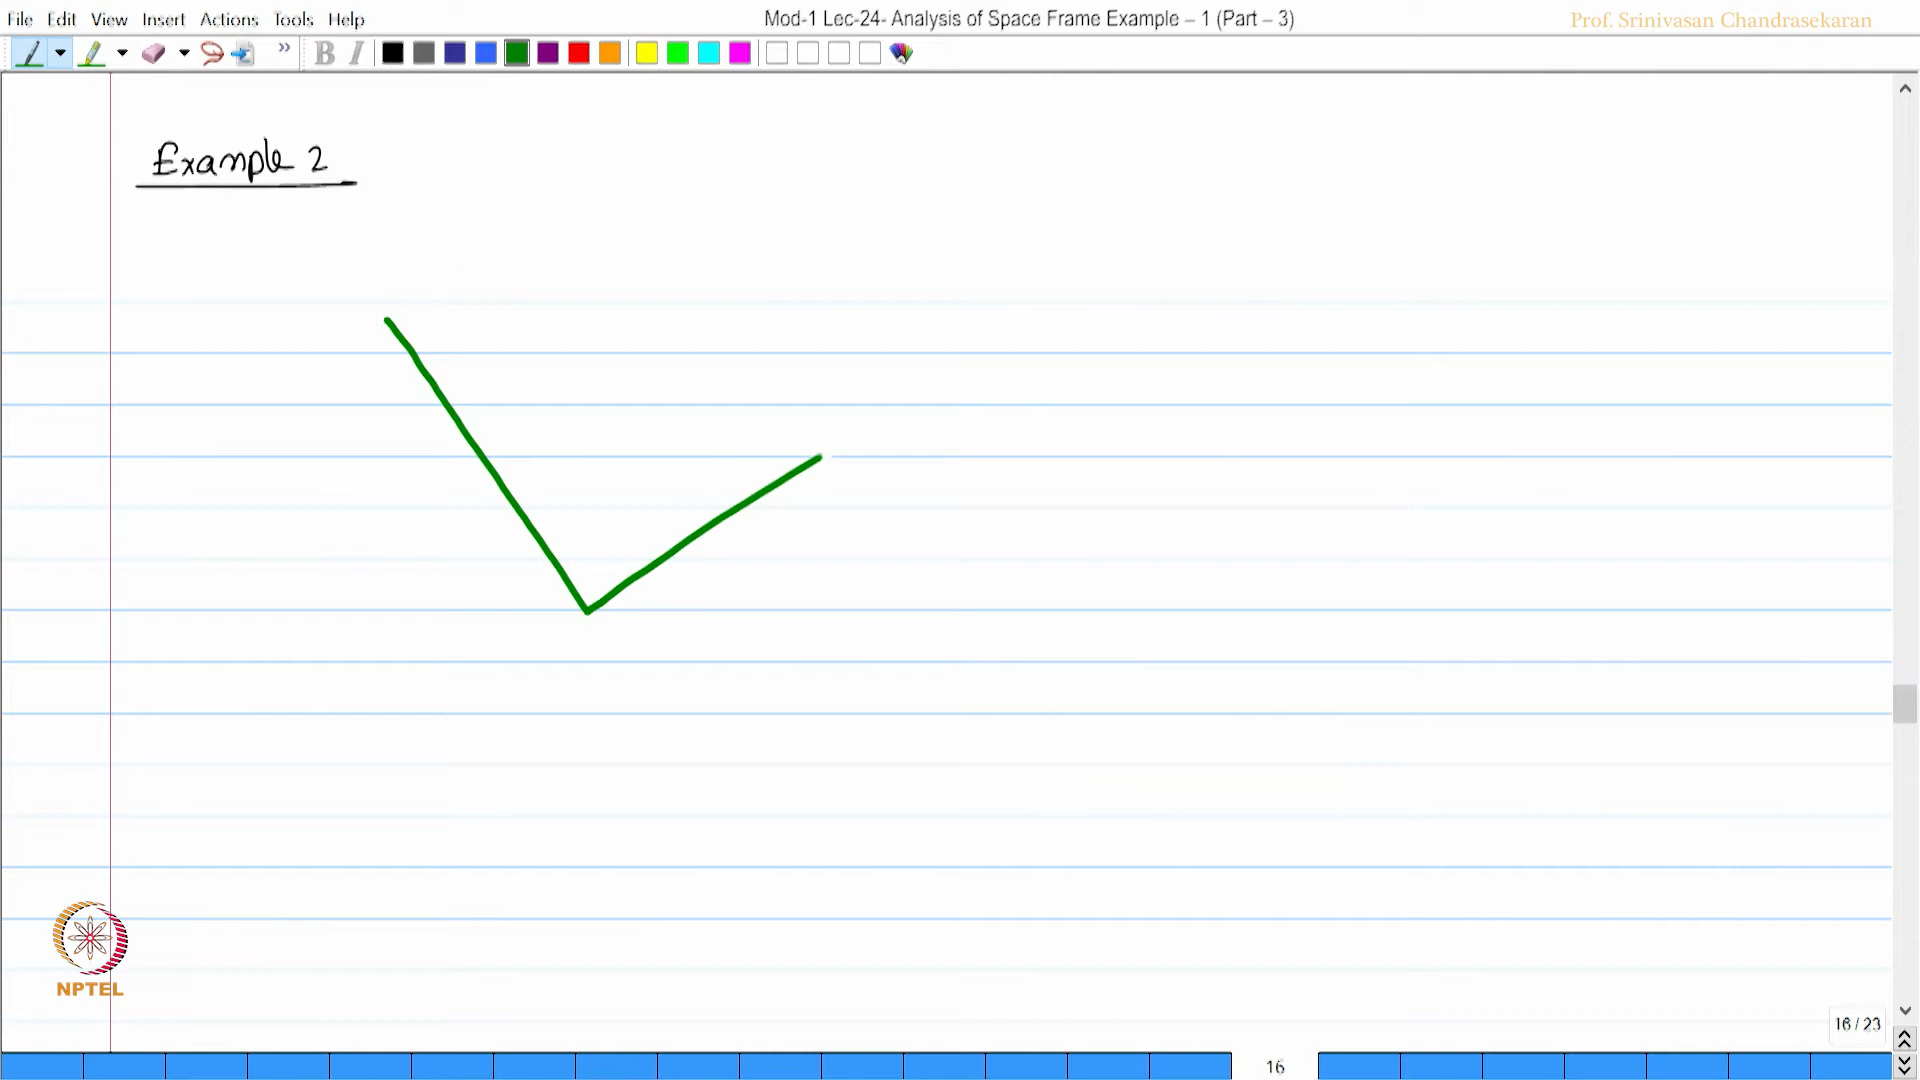 File Edit View Insert Actions Tools Help
Mod-1 Lec-24- Analysis of Space Frame Example – 1 (Part – 3)
Prof. Srinivasan Chandrasekaran
B I
Example 2
NPTEL
16 / 23
16